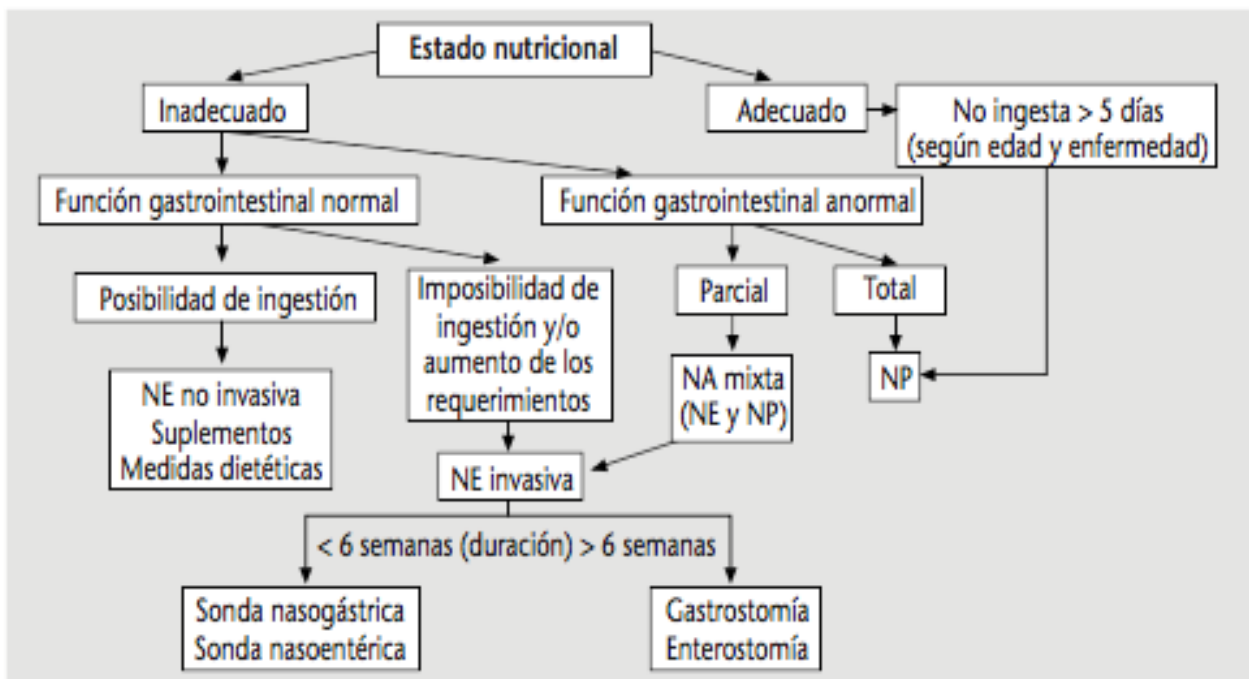 Estado nutricional
Inadecuado
Adecuado
No ingesta > 5 días
(según edad y enfermedad)
Función gastrointestinal normal
Función gastrointestinal anormal
Posibilidad de ingestión
Imposibilidad de
ingestión y/o
aumento de los
requerimientos
Parcial
Total
NE no invasiva
Suplementos
Medidas dietéticas
NA mixta
(NE y NP)
NP
NE invasiva
< 6 semanas (duración) > 6 semanas
Sonda nasogástrica
Sonda nasoentérica
Gastrostomía
Enterostomía